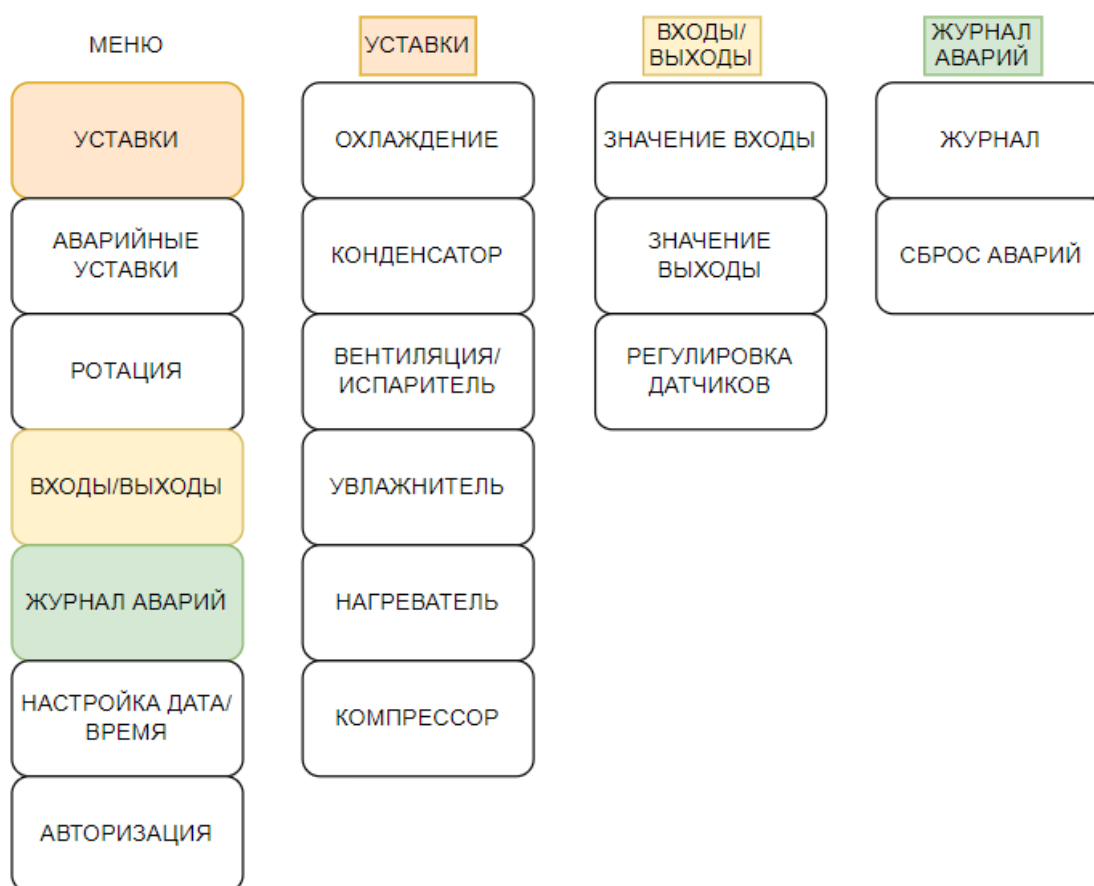 МЕНЮ
УСТАВКИ
АВАРИЙНЫЕ
УСТАВКИ
РОТАЦИЯ
ВХОДЫ/ВЫХОДЫ
ЖУРНАЛ АВАРИЙ
НАСТРОЙКА ДАТА/
ВРЕМЯ
АВТОРИЗАЦИЯ
УСТАВКИ
ОХЛАЖДЕНИЕ
КОНДЕНСАТОР
ВЕНТИЛЯЦИЯ/
ИСПАРИТЕЛЬ
УВЛАЖНИТЕЛЬ
НАГРЕВАТЕЛЬ
КОМПРЕССОР
ВХОДЫ/
ВЫХОДЫ
ЗНАЧЕНИЕ ВХОДЫ
ЗНАЧЕНИЕ
ВЫХОДЫ
РЕГУЛИРОВКА
ДАТЧИКОВ
ЖУРНАЛ
АВАРИЙ
ЖУРНАЛ
СБРОС АВАРИЙ